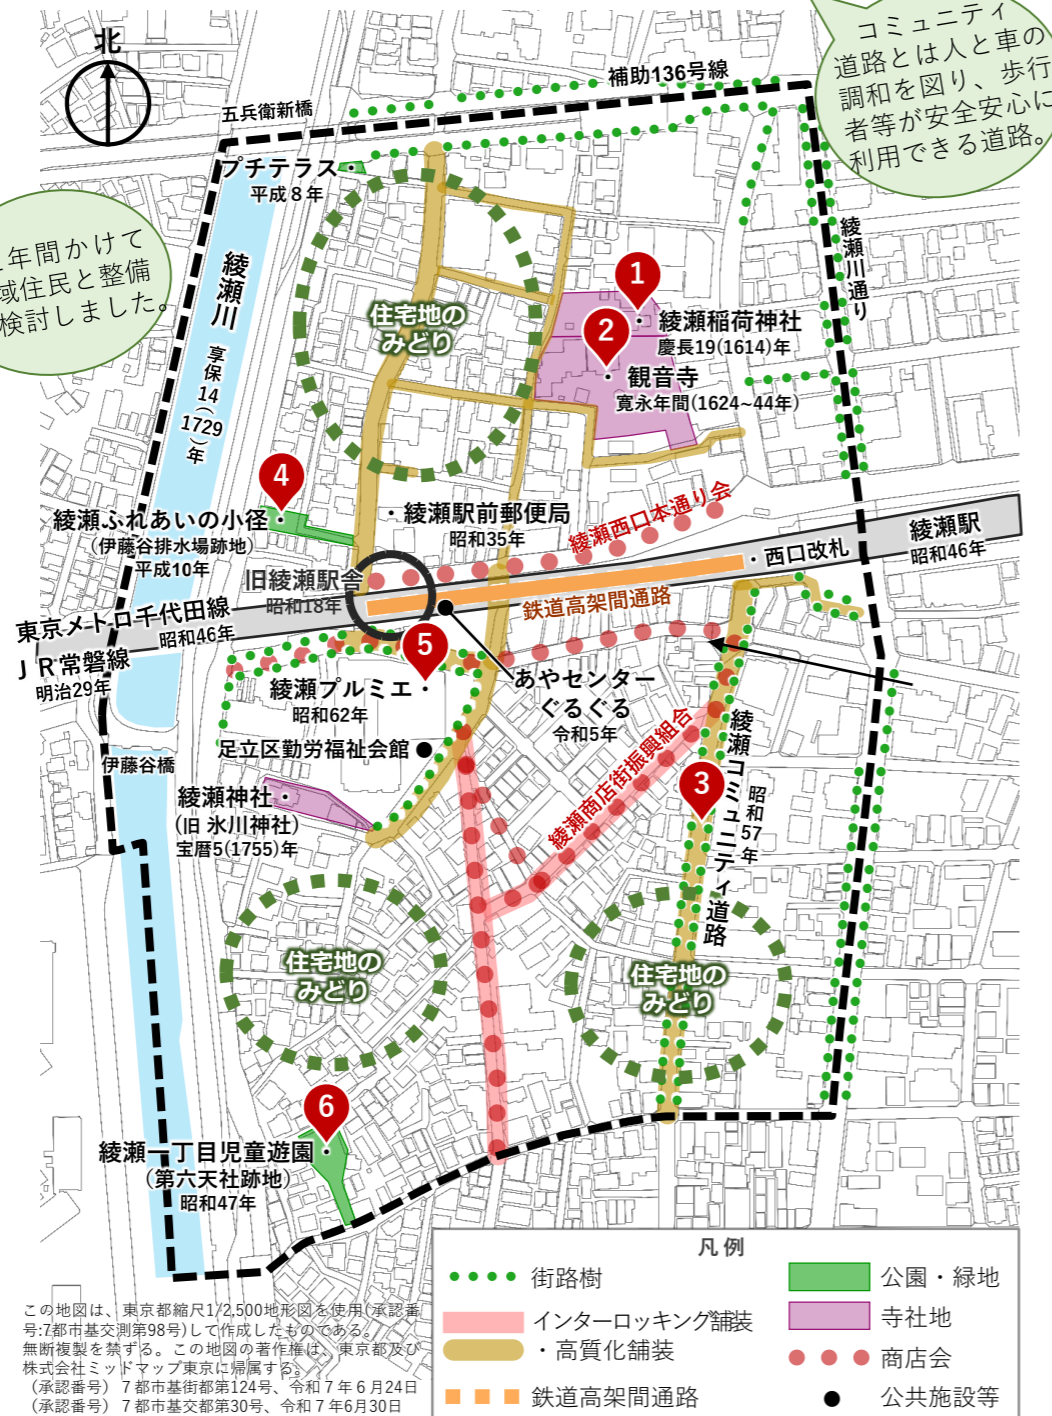 コミュニティ
道路とは人と車の
調和を図り、歩行
者等が安全安心に
利用できる道路。
北
補助136号線
五兵衛新橋
プチテラス
平成８年
年間かけて
域住民と整備
検討しました。
綾瀬川
享保14(1729)年
綾瀬川通り
住宅地の
みどり
1
綾瀬稲荷神社
慶長19(1614)年
2
観音寺
寛永年間(1624~44年)
4
綾瀬ふれあいの小径
(伊藤谷排水場跡地)
平成10年
綾瀬駅前郵便局
昭和35年
綾瀬西口本通り会
旧綾瀬駅舎
昭和18年
西口改札
綾瀬駅
昭和46年
鉄道高架間通路
東京メトロ千代田線
昭和46年
ＪＲ常磐線
明治29年
5
綾瀬プルミエ
昭和62年
あやセンター
ぐるぐる
令和5年
足立区勤労福祉会館
伊藤谷橋
綾瀬神社
(旧 氷川神社)
宝暦5(1755)年
綾瀬商店街振興組合
3
綾瀬コミュニティ道路
昭和57年
住宅地の
みどり
住宅地の
みどり
6
綾瀬一丁目児童遊園
(第六天社跡地)
昭和47年
凡例
街路樹
インターロッキング舗装
・高質化舗装
鉄道高架間通路
公園・緑地
寺社地
商店会
公共施設等
この地図は、東京都縮尺1/2,500地形図を使用(承認番
号:7都市基交測第98号)して作成したものである。
無断複製を禁ずる。この地図の著作権は、東京都及び
株式会社ミッドマップ東京に帰属する。
（承認番号）７都市基街都第124号、令和７年６月24日
（承認番号）７都市基交都第30号、令和７年6月30日